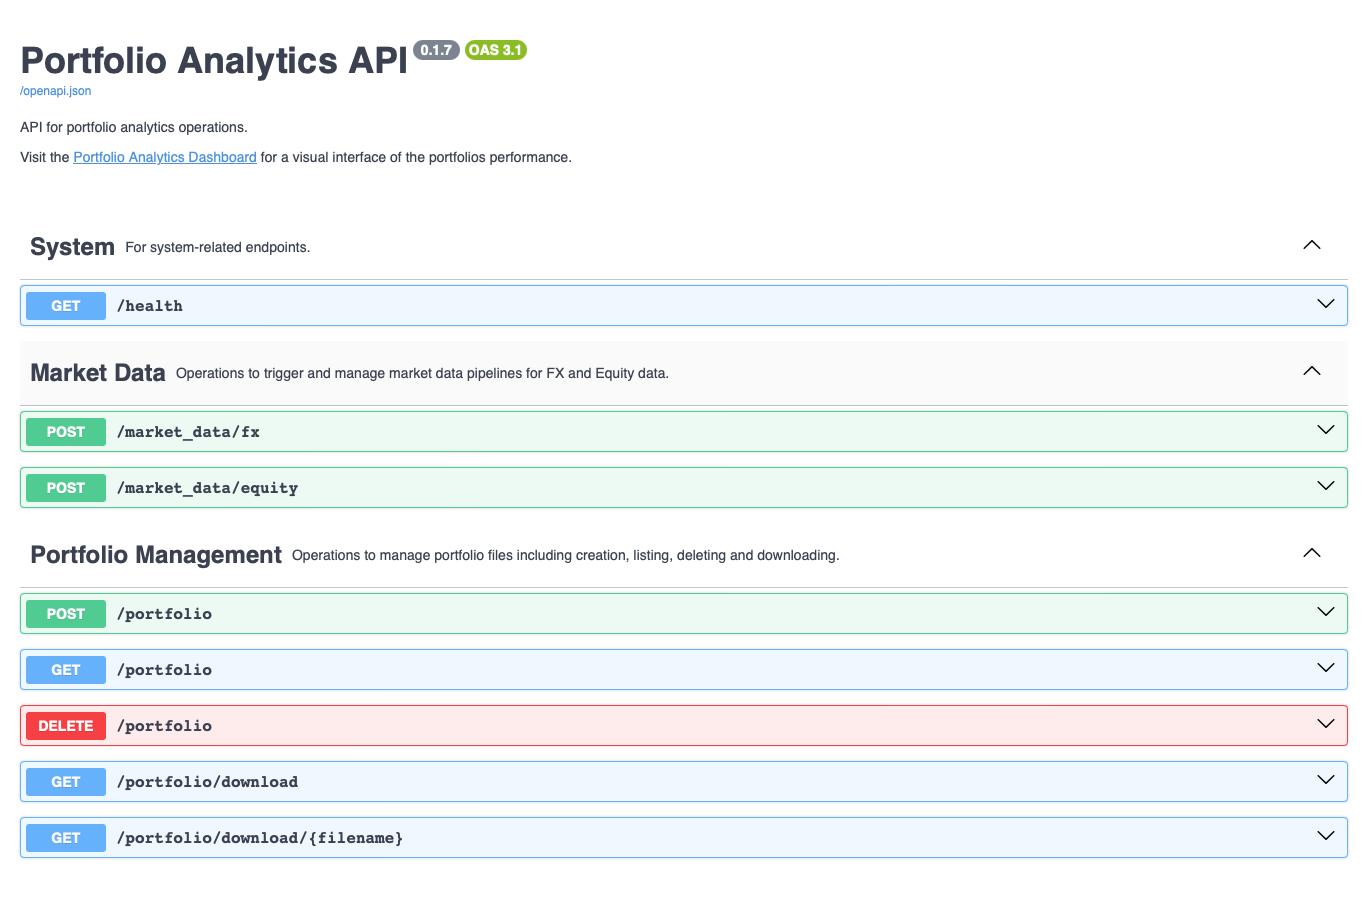 Portfolio Analytics API 0.1.7 OAS 3.1
/openapi.json
API for portfolio analytics operations.
Visit the Portfolio Analytics Dashboard for a visual interface of the portfolios performance.
System For system-related endpoints.
GET /health
Market Data Operations to trigger and manage market data pipelines for FX and Equity data.
POST /market_data/fx
POST /market_data/equity
Portfolio Management Operations to manage portfolio files including creation, listing, deleting and downloading.
POST /portfolio
GET /portfolio
DELETE /portfolio
GET /portfolio/download
GET /portfolio/download/{filename}